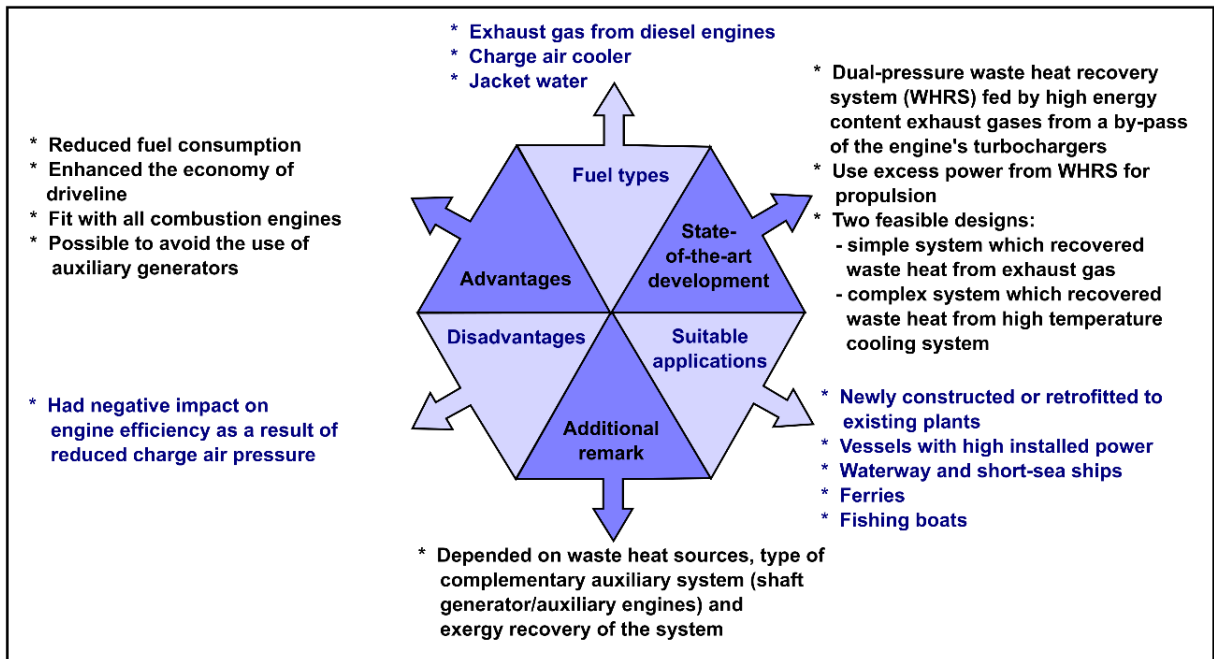 * Exhaust gas from diesel engines
* Charge air cooler
* Jacket water
Fuel types
* Dual-pressure waste heat recovery
system (WHRS) fed by high energy
content exhaust gases from a by-pass
of the engine's turbochargers
* Use excess power from WHRS for
propulsion
* Two feasible designs:
- simple system which recovered
waste heat from exhaust gas
- complex system which recovered
waste heat from high temperature
cooling system
State-
of-the-art
development
* Reduced fuel consumption
* Enhanced the economy of
driveline
* Fit with all combustion engines
* Possible to avoid the use of
auxiliary generators
Advantages
Disadvantages
* Had negative impact on
engine efficiency as a result of
reduced charge air pressure
Suitable
applications
* Newly constructed or retrofitted to
existing plants
* Vessels with high installed power
* Waterway and short-sea ships
* Ferries
* Fishing boats
Additional
remark
* Depended on waste heat sources, type of
complementary auxiliary system (shaft
generator/auxiliary engines) and
exergy recovery of the system